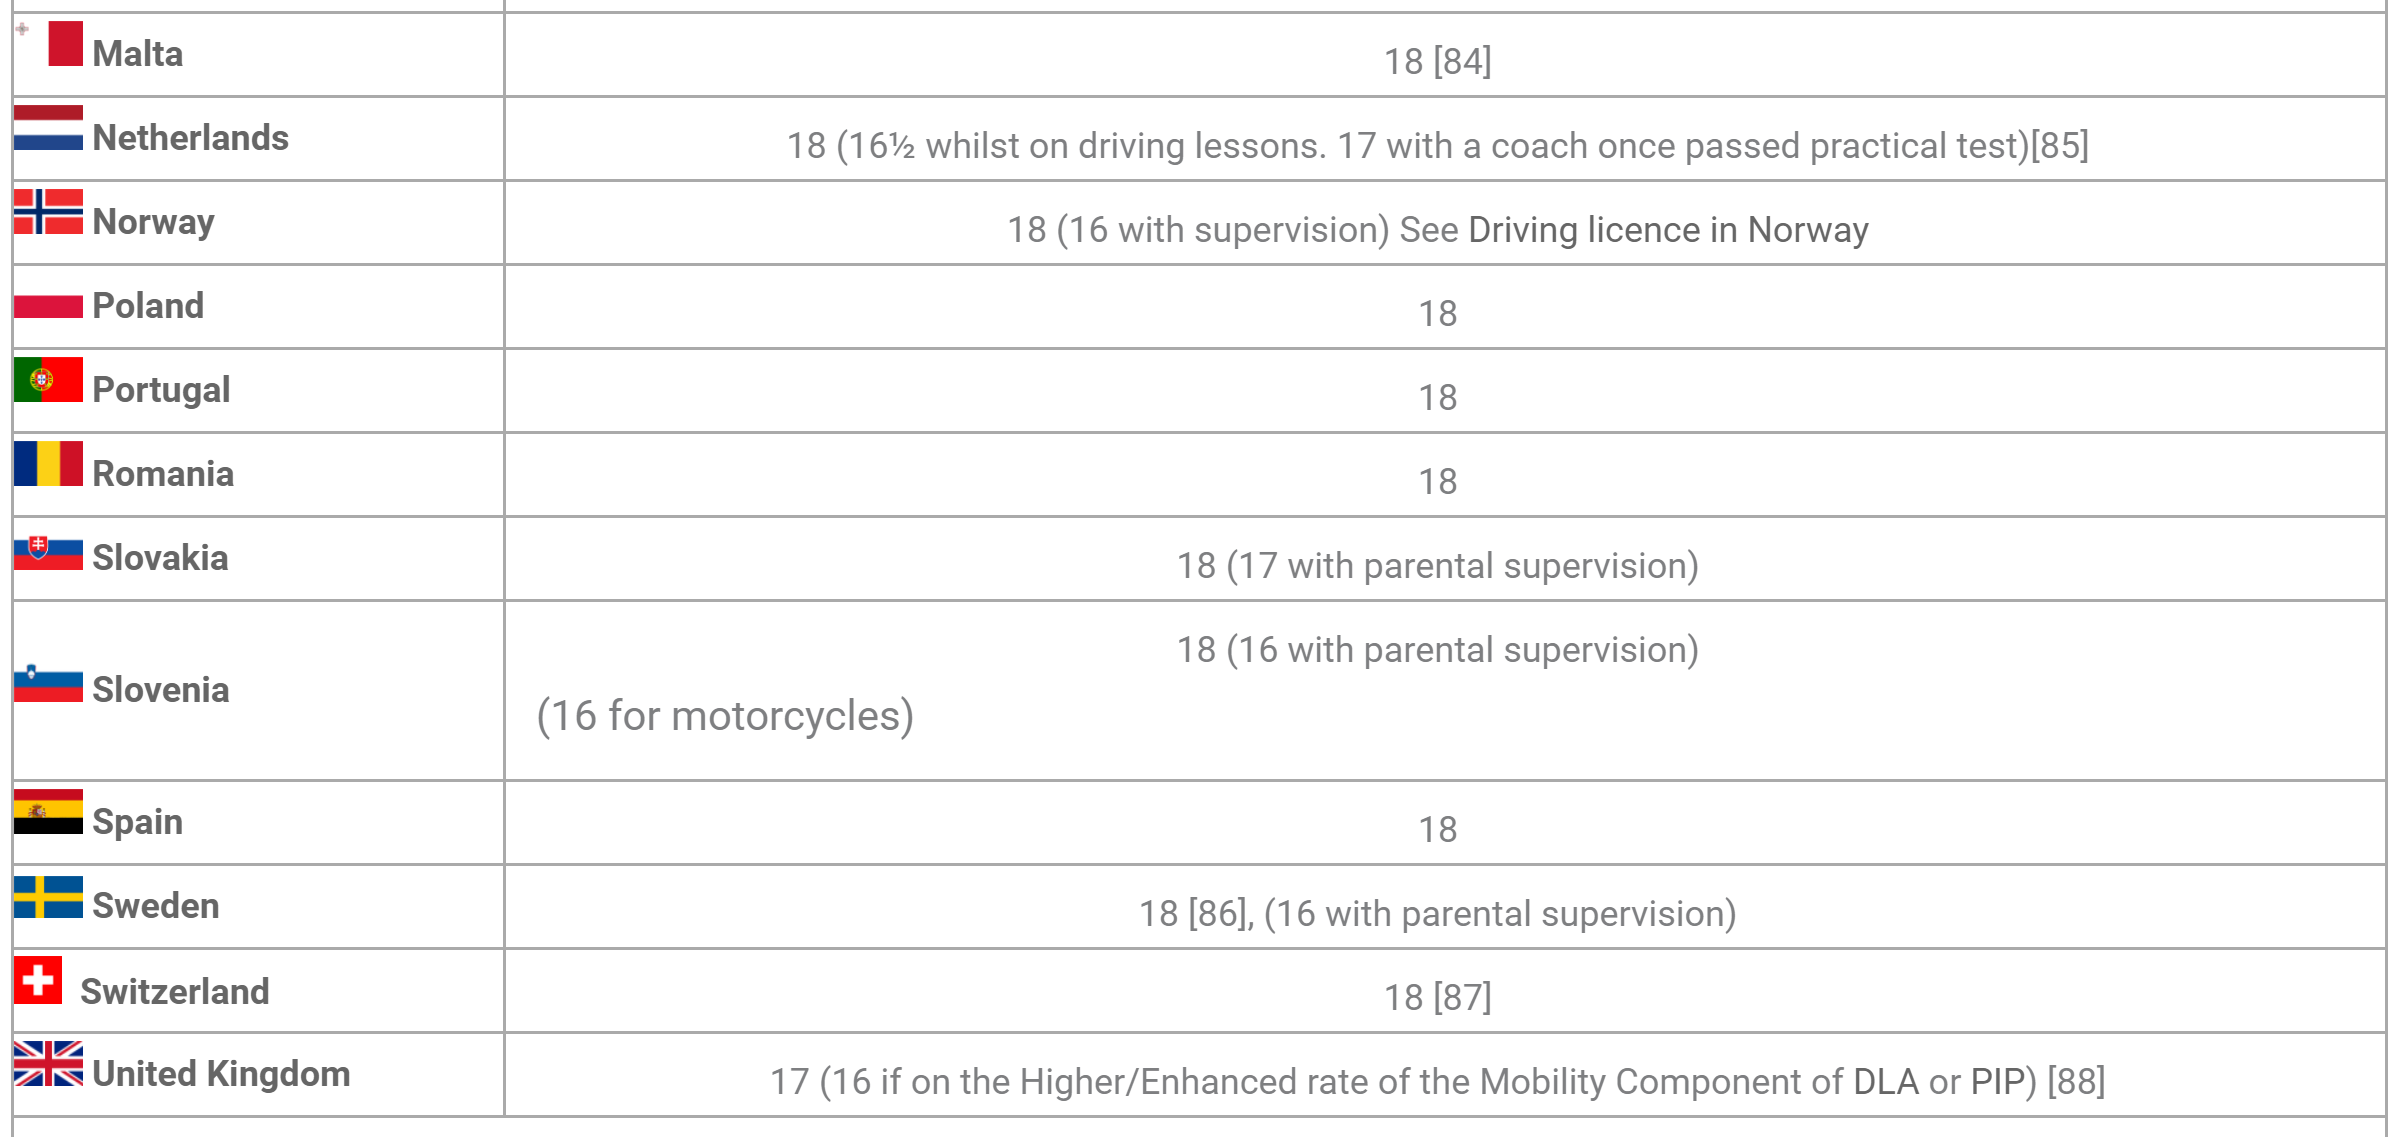 Malta
18 [84]
Netherlands
18 (16½ whilst on driving lessons. 17 with a coach once passed practical test)[85]
Norway
18 (16 with supervision) See Driving licence in Norway
Poland
18
Portugal
18
Romania
18
Slovakia
18 (17 with parental supervision)
Slovenia
18 (16 with parental supervision)
(16 for motorcycles)
Spain
18
Sweden
18 [86], (16 with parental supervision)
Switzerland
18 [87]
United Kingdom
17 (16 if on the Higher/Enhanced rate of the Mobility Component of DLA or PIP) [88]